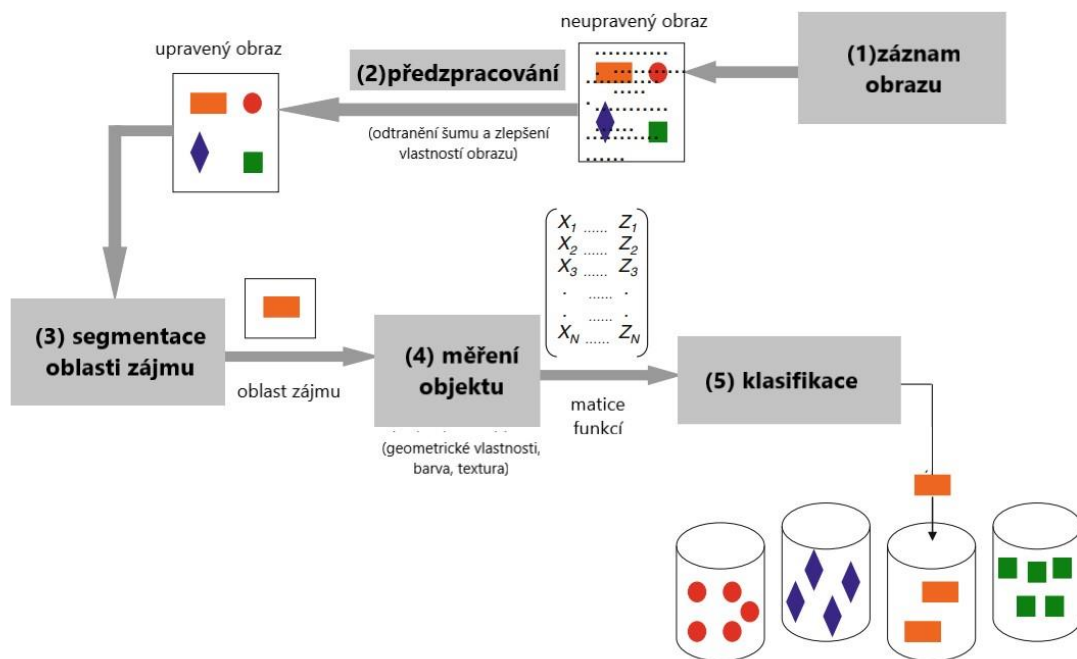 (1)záznam
obrazu
neupravený obraz
(2)předzpracování
(odtranění šumu a zlepšení
vlastností obrazu)
upravený obraz
(3) segmentace
oblasti zájmu
oblast zájmu
(4) měření
objektu
(geometrické vlastnosti,
barva, textura)
X1 ...... Z1
X2 ...... Z2
X3 ...... Z3
. ...... .
. ...... .
XN ...... ZN
matice
funkcí
(5) klasifikace